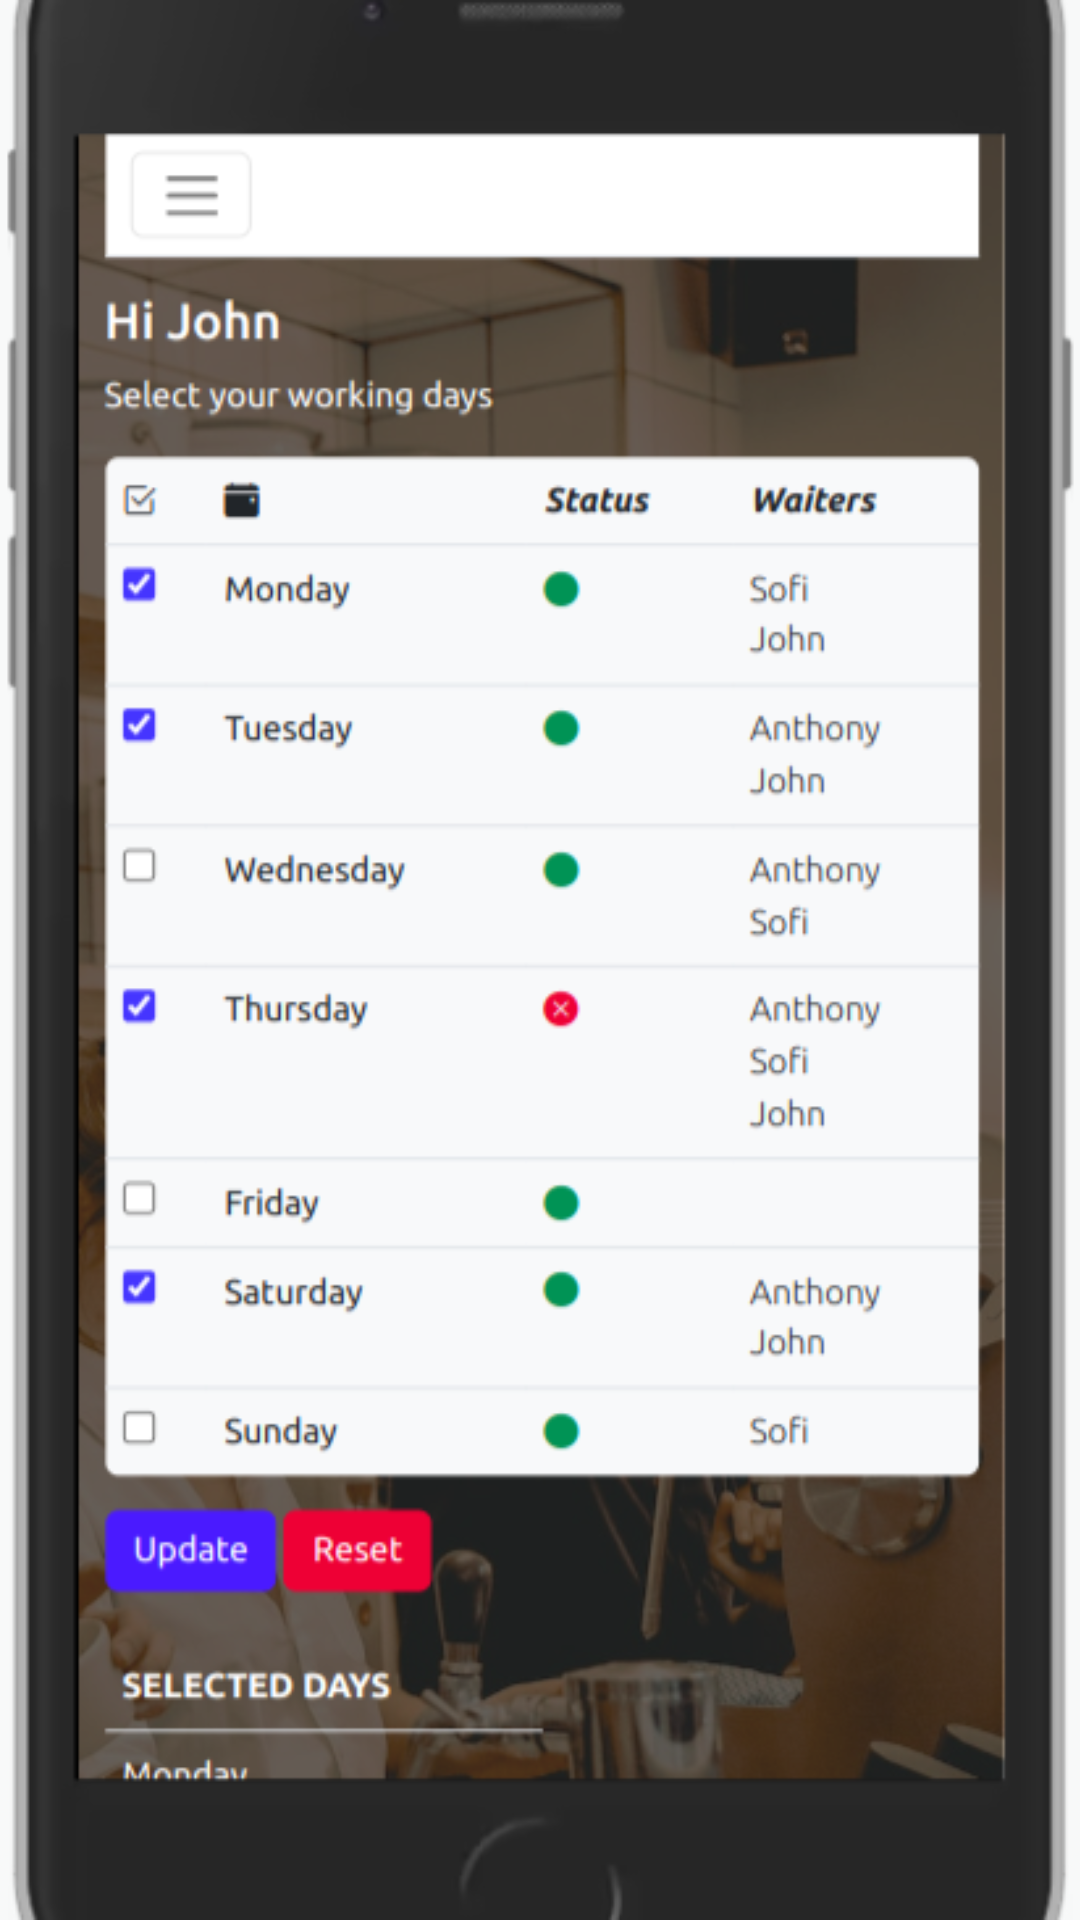 Hi John
Select your working days
Status Waiters
Monday Sofi
John
Tuesday Anthony
John
Wednesday Anthony
Sofi
Thursday Anthony
Sofi
John
Friday
Saturday Anthony
John
Sunday Sofi
Update Reset
SELECTED DAYS
Monday